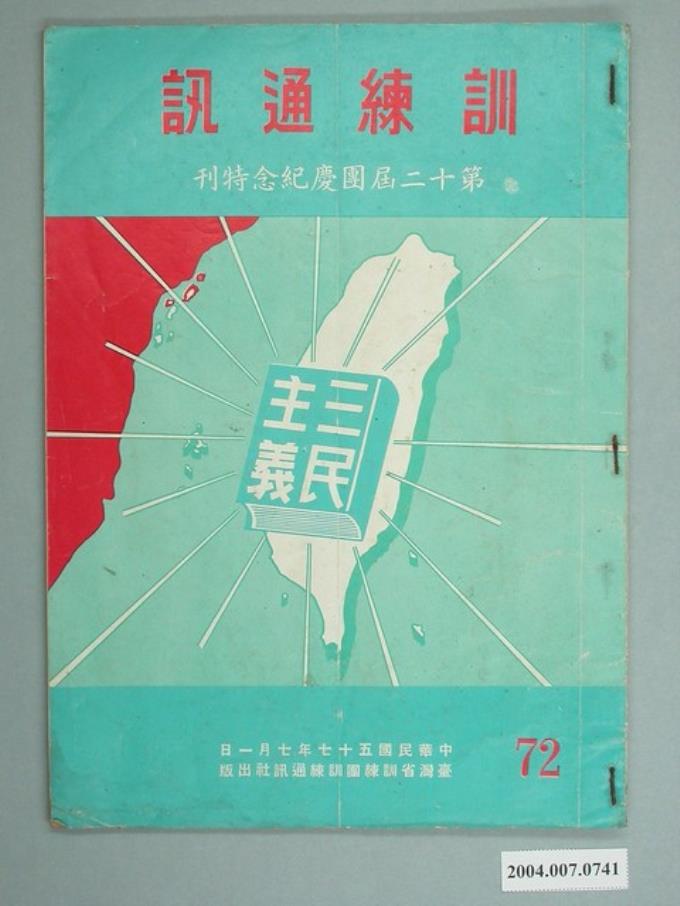 訓練通訊
第十二屆團慶紀念特刊
三民
主義
中華民國五十七年七月一日
臺灣省訓練團訓練通訊社出版
72
2004.007.0741